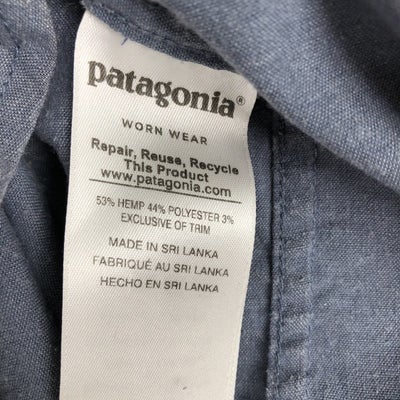 patagonia®
WORN WEAR
Repair, Reuse, Recycle
This Product
www.patagonia.com
53% HEMP 44% POLYESTER 3%
EXCLUSIVE OF TRIM
MADE IN SRI LANKA
FABRIQUÉ AU SRI LANKA
HECHO EN SRI LANKA